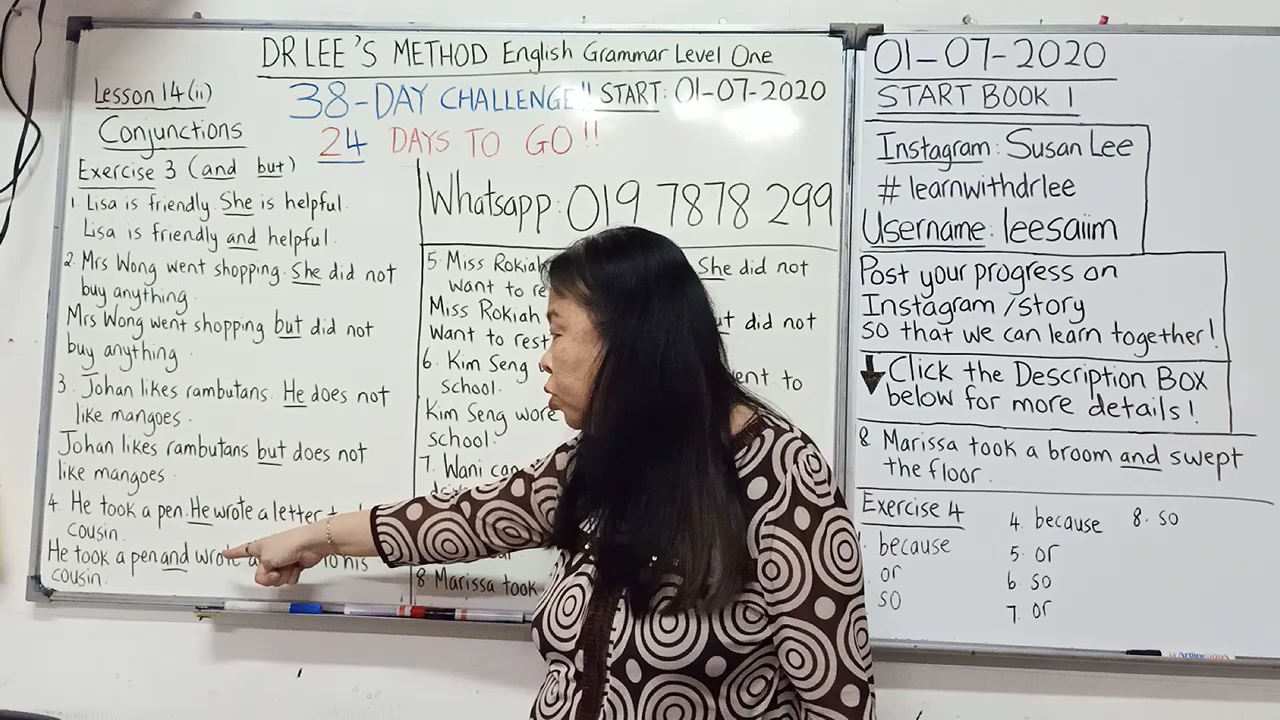 DR LEE'S METHOD English Grammar Level One
Lesson 14(ii)
38-DAY CHALLENGE!! START: 01-07-2020
Conjunctions
24 DAYS TO GO!!
Exercise 3 (and but)
1. Lisa is friendly. She is helpful.
Lisa is friendly and helpful.
2. Mrs Wong went shopping. She did not
buy anything.
Mrs Wong went shopping but did not
buy anything.
3. Johan likes rambutans. He does not
like mangoes.
Johan likes rambutans but does not
like mangoes.
4. He took a pen. He wrote a letter
cousin.
He took a pen and wrote his
cousin.
Whatsapp: 019 7878 299
5. Miss Rokiah She did not
want to
Miss Rokiah did not
want to rest
6. Kim Seng went to
school.
Kim Seng wore
school.
7. Wani
8 Marissa took
01-07-2020
START BOOK 1
Instagram: Susan Lee
# learnwithdrlee
Username: leesaiim
Post your progress on
Instagram/story
so that we can learn together!
Click the Description Box
below for more details!
8. Marissa took a broom and swept
the floor.
Exercise 4
because
or
so
4. because
5. or
6. so
7. or
8. so